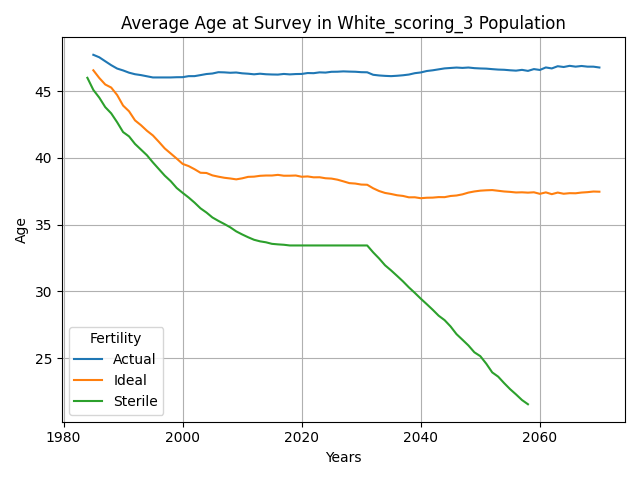 Average Age at Survey in White_scoring_3 Population
Age
45
40
35
30
25
Fertility
Actual
Ideal
Sterile
1980 2000 2020 2040 2060
Years